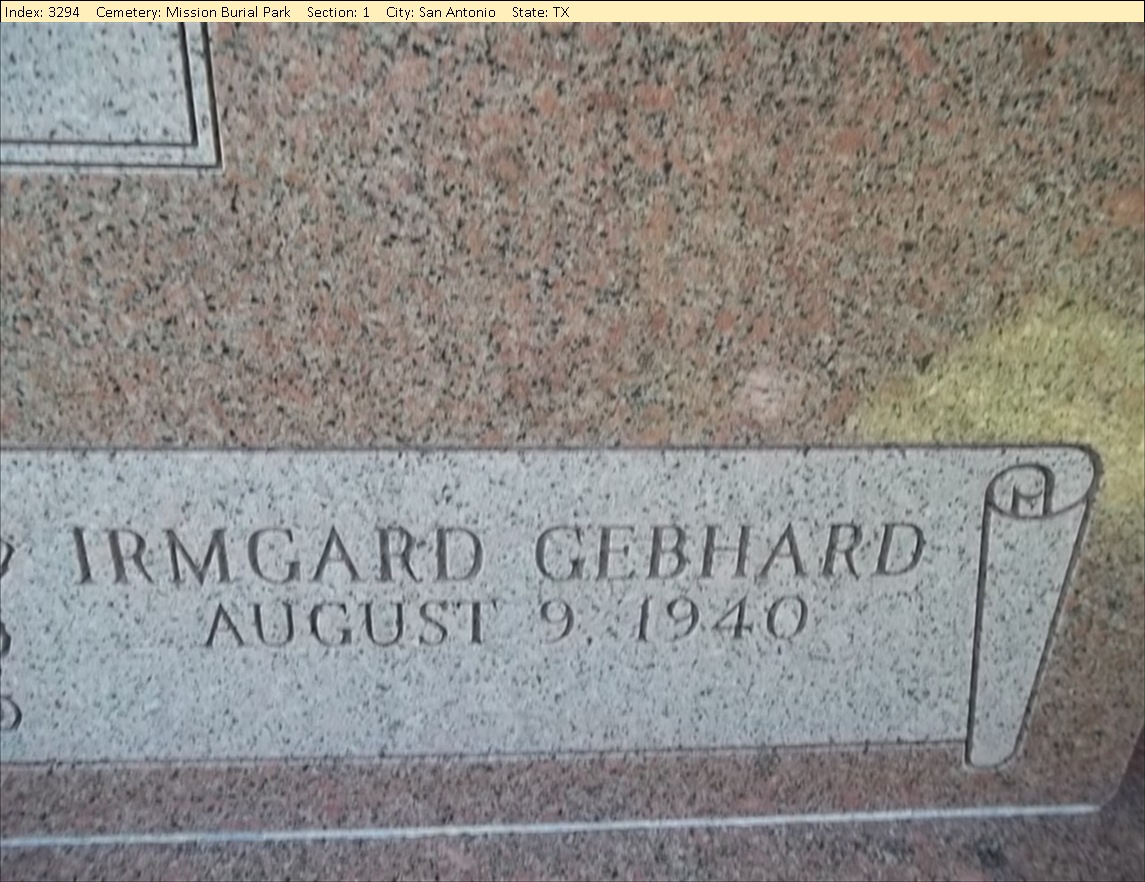 Index: 3294 Cemetery: Mission Burial Park Section: 1 City: San Antonio State: TX
IRMGARD GEBHARD
AUGUST 9, 1940